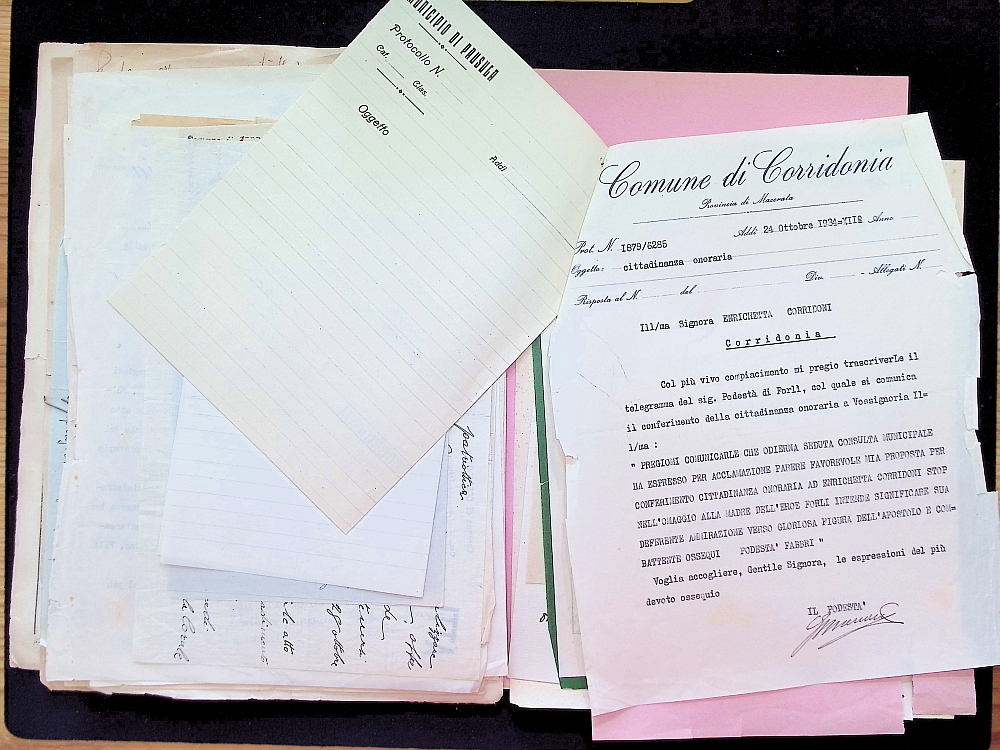 MUNICIPIO DI PAUSULA
Protocollo N.
Cat. Clas.
Oggetto
Addì
patriottica.
Comune di Corridonia
Provincia di Macerata
Addì 24 Ottobre 1934=XIIº Anno
Prot. N. 1879/6285
Oggetto: cittadinanza onoraria
Risposta al N. del Div. - Allegati N.
Ill/ma Signora ENRICHETTA CORRIDONI
Corridonia
Col più vivo compiacimento mi pregio trascriverLe il
telegramma del sig. Podestà di Forlì, col quale si comunica
il conferimento della cittadinanza onoraria a Vossignoria Il=
l/ma :
" PREGIOMI COMUNICARLE CHE ODIERNA SEDUTA CONSULTA MUNICIPALE
HA ESPRESSO PER ACCLAMAZIONE PARERE FAVOREVOLE MIA PROPOSTA PER
CONFERIMENTO CITTADINANZA ONORARIA AD ENRICHETTA CORRIDONI STOP
NELL'OMAGGIO ALLA MADRE DELL'EROE FORLI INTENDE SIGNIFICARE SUA
DEFERENTE AMMIRAZIONE VERSO GLORIOSA FIGURA DELL'APOSTOLO E COM=
BATTENTE OSSEQUI PODESTA' FABBRI "
Voglia accogliere, Gentile Signora, le espressioni del più
devoto ossequio
IL PODESTA'